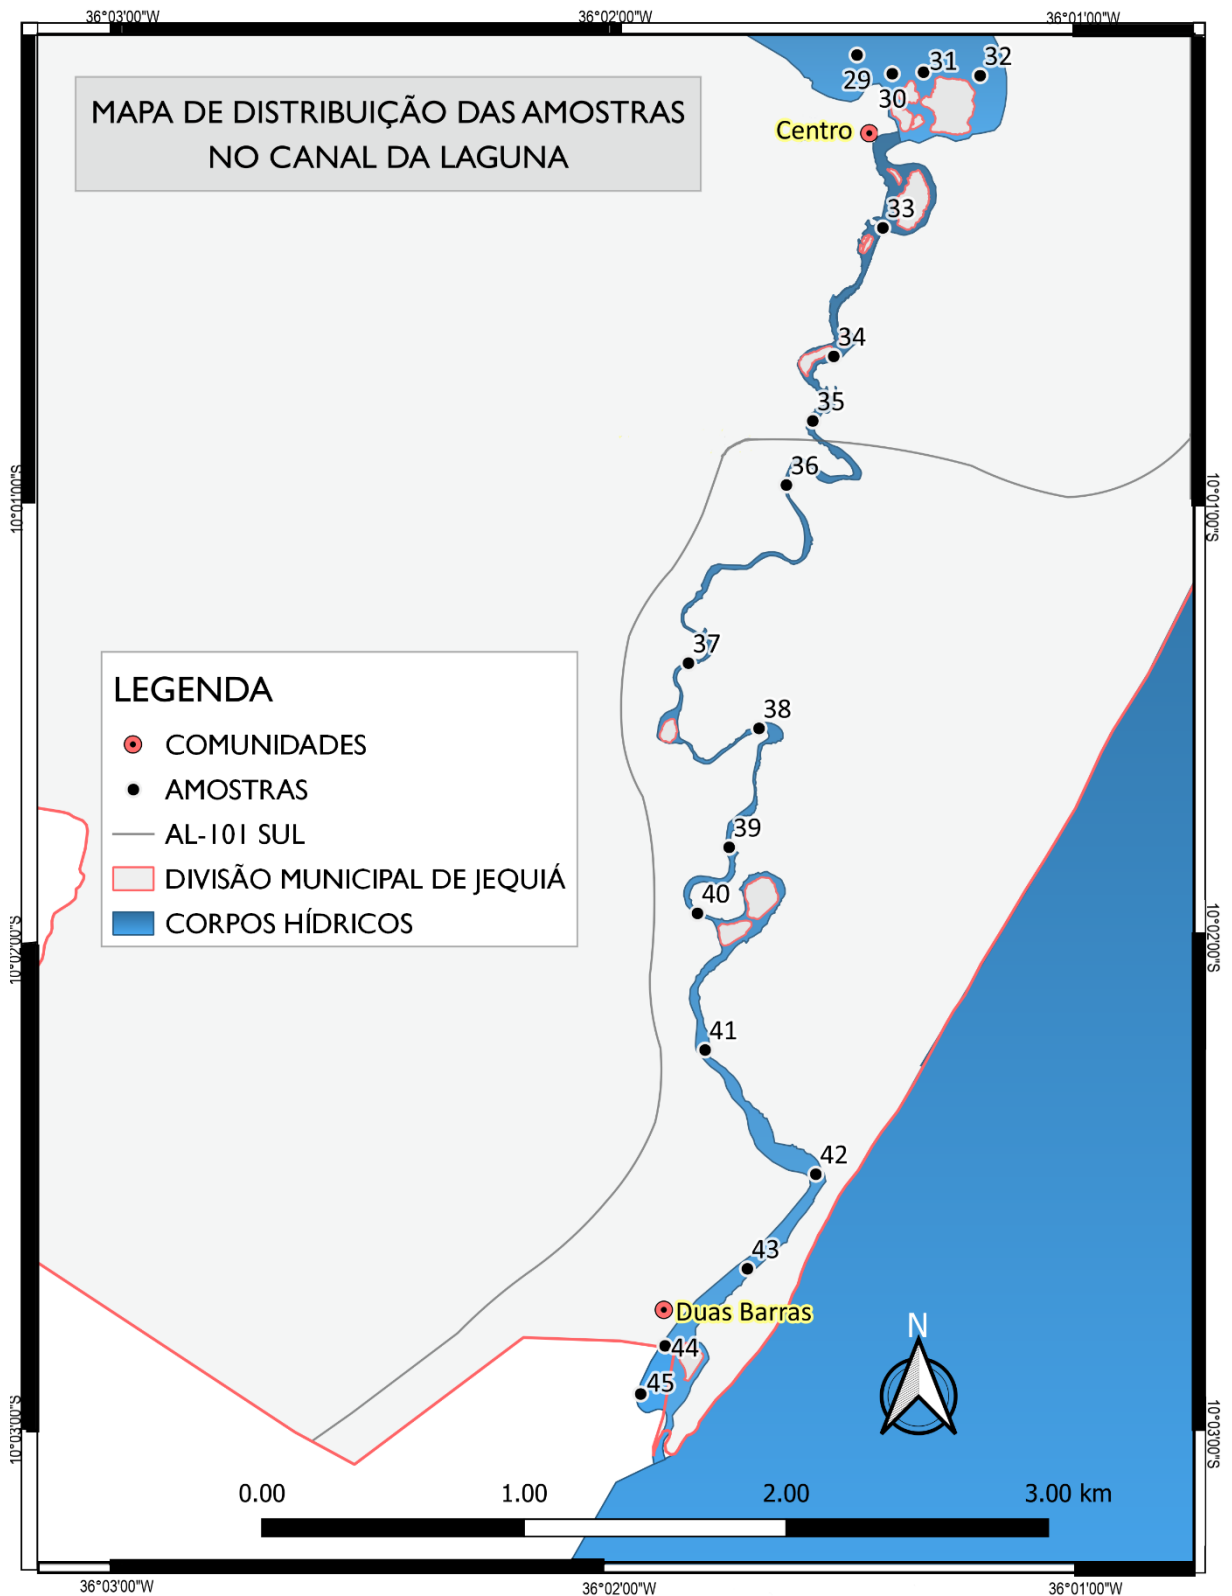 36°03'00"W
36°02'00"W
36°01'00"W
MAPA DE DISTRIBUIÇÃO DAS AMOSTRAS
NO CANAL DA LAGUNA
29
30
31
32
Centro
33
34
35
36
10°01'00"S
10°01'00"S
37
38
LEGENDA
COMUNIDADES
AMOSTRAS
AL-101 SUL
DIVISÃO MUNICIPAL DE JEQUIÁ
CORPOS HÍDRICOS
39
40
10°02'00"S
10°02'00"S
41
42
43
Duas Barras
44
45
N
10°03'00"S
10°03'00"S
0.00
1.00
2.00
3.00 km
36°03'00"W
36°02'00"W
36°01'00"W